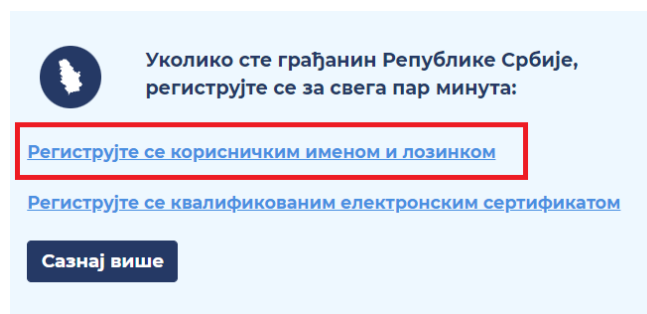 Уколико сте грађанин Републике Србије,
региструјте се за свега пар минута:
Региструјте се корисничким именом и лозинком
Региструјте се квалификованим електронским сертификатом
Сазнај више